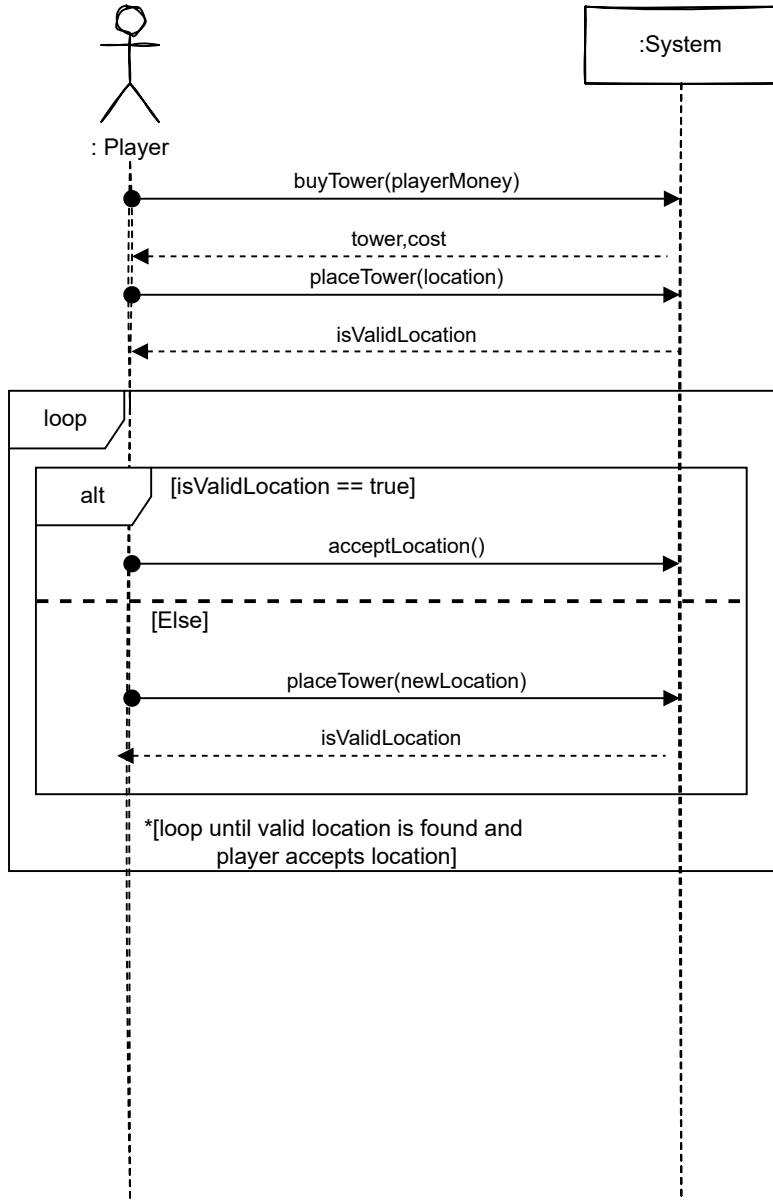 :System
: Player
buyTower(playerMoney)
tower,cost
placeTower(location)
isValidLocation
loop
alt
[isValidLocation == true]
acceptLocation()
[Else]
placeTower(newLocation)
isValidLocation
*[loop until valid location is found and
player accepts location]